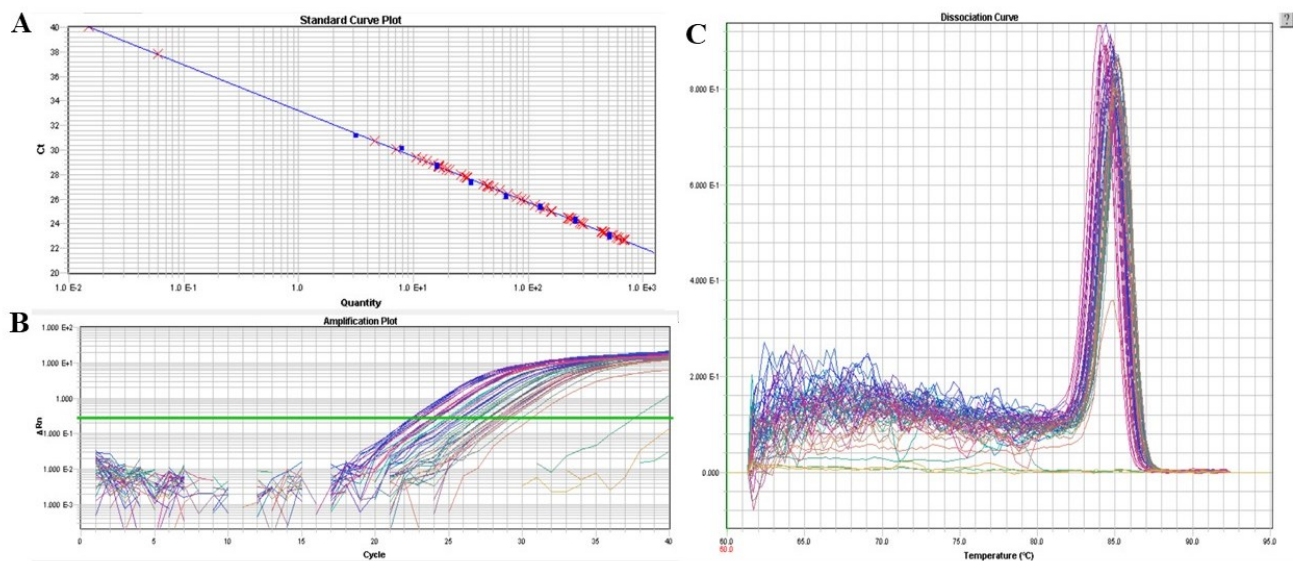 A
Standard Curve Plot
40
38
36
34
32
30
28
26
24
22
20
Ct
1.0 E-2
1.0 E-1
1.0
1.0 E+1
1.0 E+2
1.0 E+3
Quantity
B
Amplification Plot
1.000 E+2
1.000 E+1
1.000
1.000 E-1
1.000 E-2
1.000 E-3
Δ Rn
0
5
10
15
20
25
30
35
40
Cycle
C
Dissociation Curve
?
8.000 E-1
6.000 E-1
4.000 E-1
2.000 E-1
0.000
60.0
60.0
65.0
70.0
75.0
80.0
85.0
90.0
95.0
Temperature (°C)